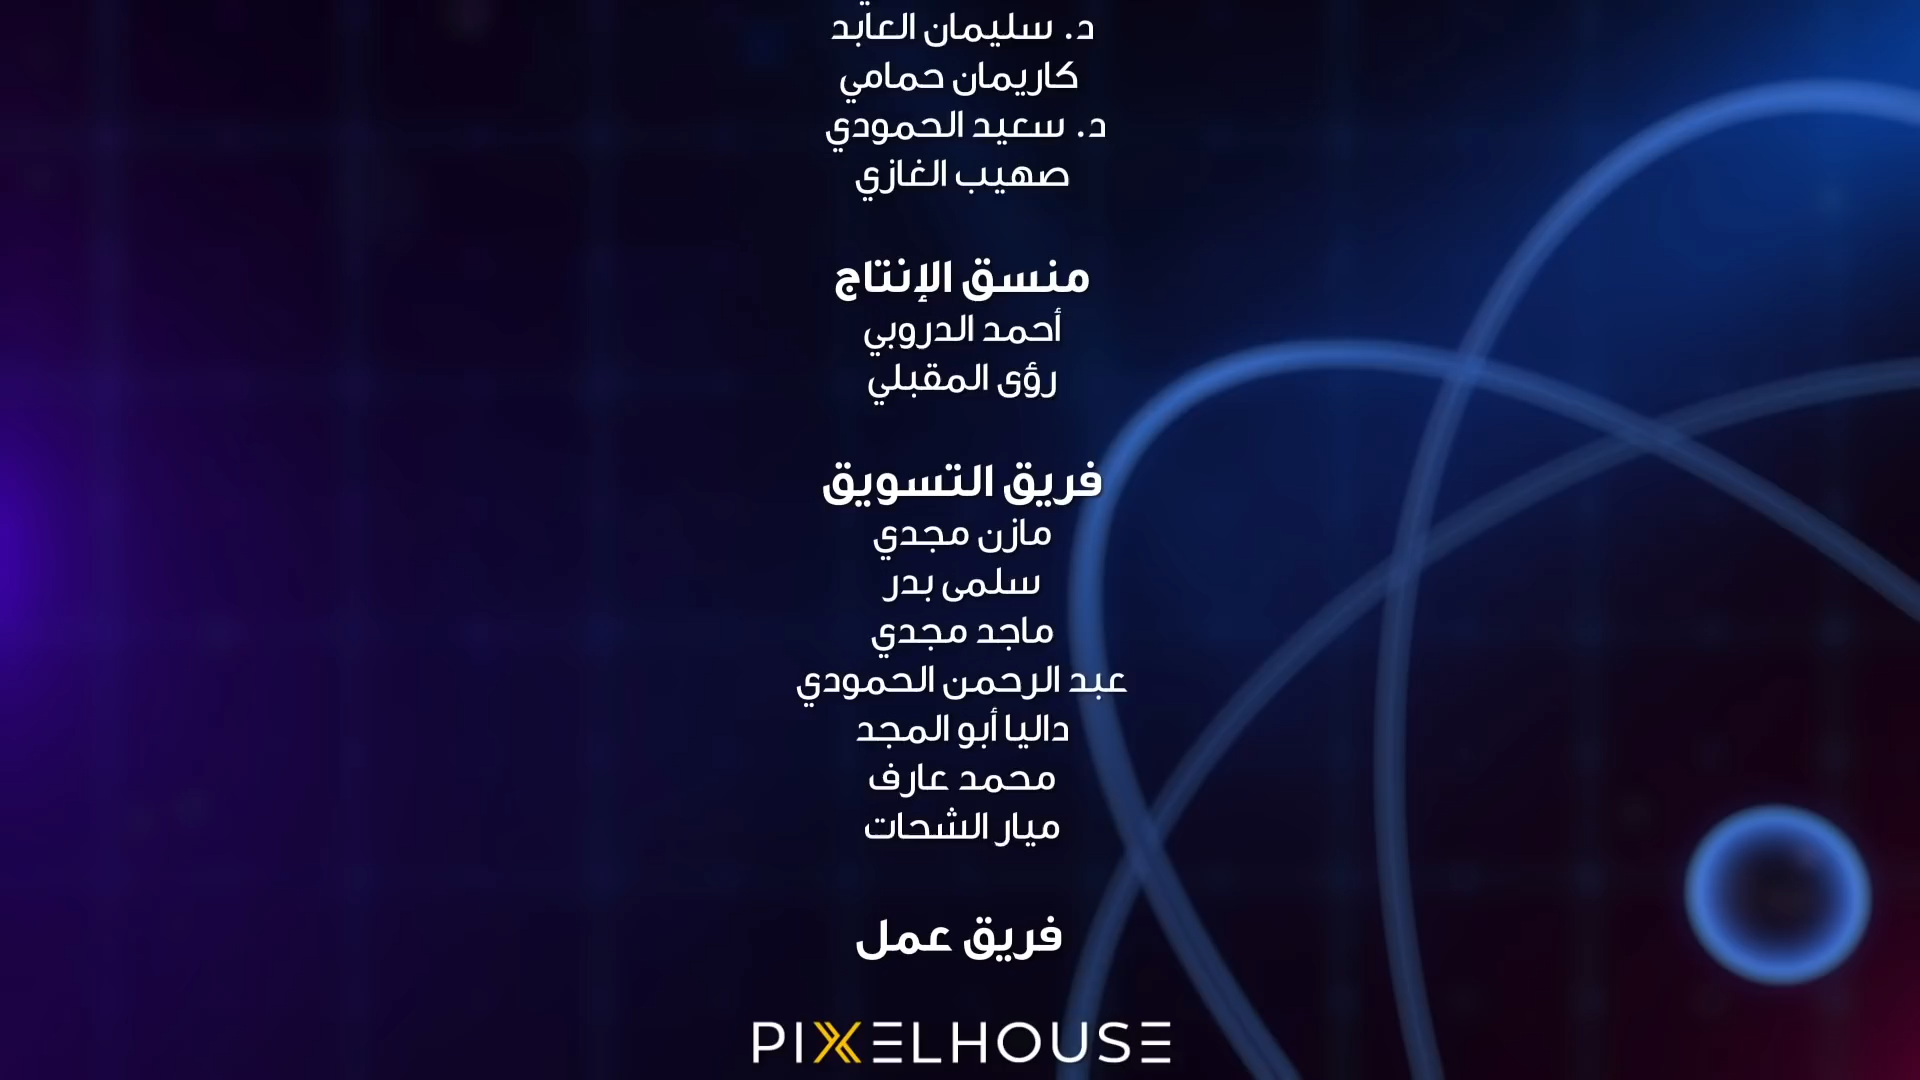 د. سليمان العابد
كاريمان حمامي
د. سعيد الحمودي
صهيب الغازي
منسق الإنتاج
أحمد الدروبي
رؤى المقبلي
فريق التسويق
مازن مجدي
سلمى بدر
ماجد مجدي
عبد الرحمن الحمودي
داليا أبو المجد
محمد عارف
ميار الشحات
فريق عمل
PIXELHOUSE